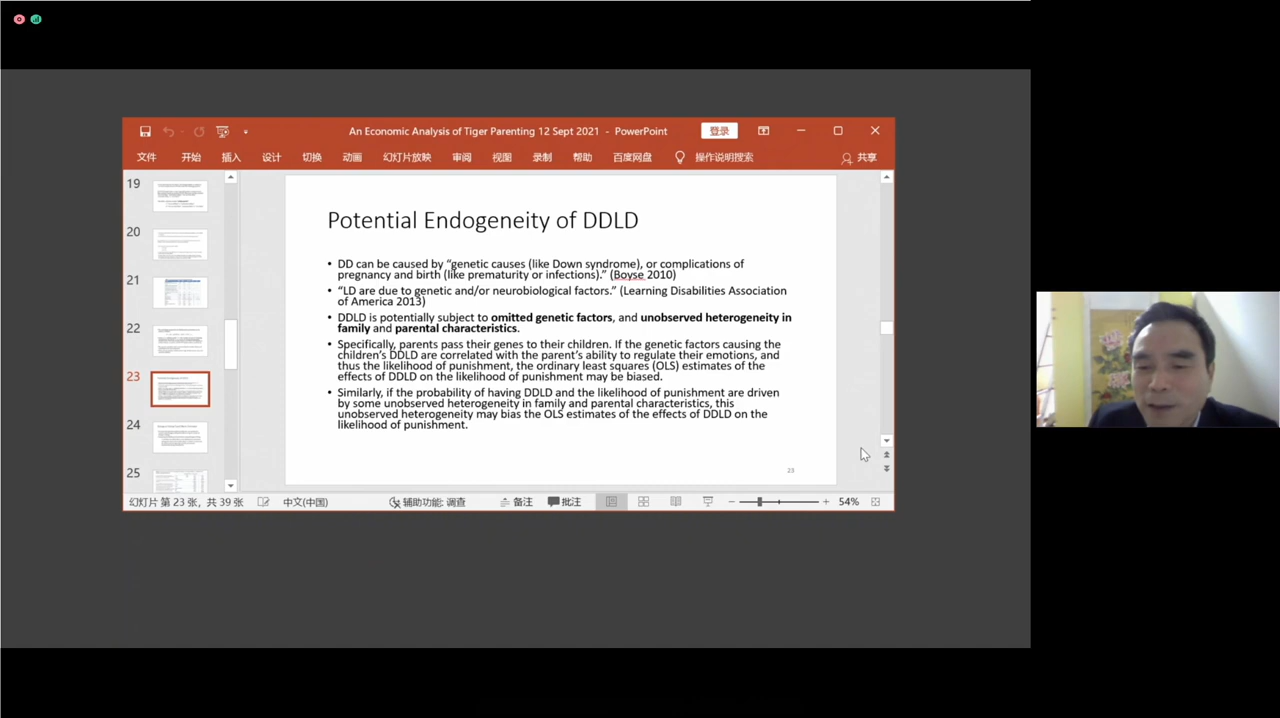 An Economic Analysis of Tiger Parenting 12 Sept 2021 - PowerPoint
登录
文件 开始 插入 设计 切换 动画 幻灯片放映 审阅 视图 录制 帮助 百度网盘 操作说明搜索 共享
19
20
21
22
23
24
25
Potential Endogeneity of DDLD
• DD can be caused by “genetic causes (like Down syndrome), or complications of
pregnancy and birth (like prematurity or infections).” (Boyse 2010)
• “LD are due to genetic and/or neurobiological factors.” (Learning Disabilities Association
of America 2013)
• DDLD is potentially subject to omitted genetic factors, and unobserved heterogeneity in
family and parental characteristics.
• Specifically, parents pass their genes to their children. If the genetic factors causing the
children’s DDLD are correlated with the parent’s ability to regulate their emotions, and
thus the likelihood of punishment, the ordinary least squares (OLS) estimates of the
effects of DDLD on the likelihood of punishment may be biased.
• Similarly, if the probability of having DDLD and the likelihood of punishment are driven
by some unobserved heterogeneity in family and parental characteristics, this
unobserved heterogeneity may bias the OLS estimates of the effects of DDLD on the
likelihood of punishment.
23
幻灯片 第 23 张，共 39 张 中文(中国) 辅助功能: 调查 备注 批注 54%